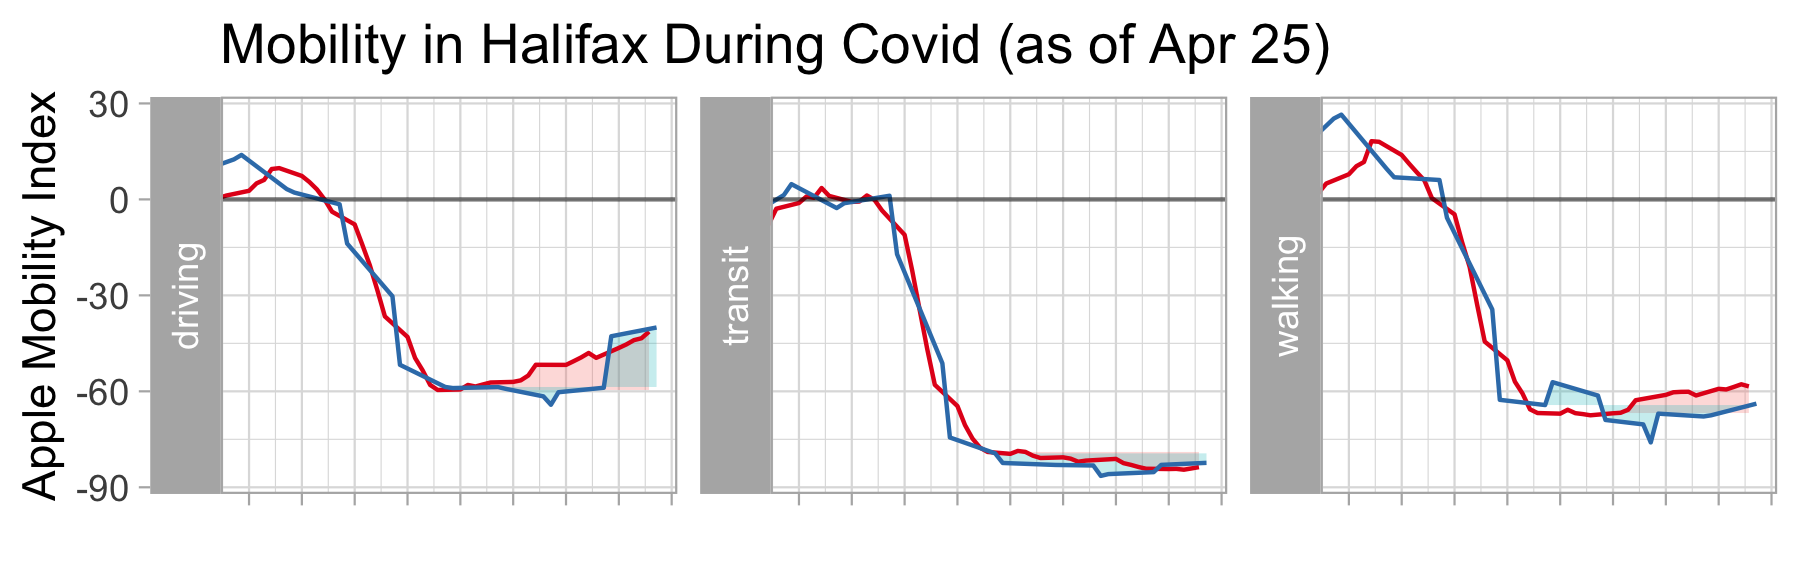 Mobility in Halifax During Covid (as of Apr 25)
Apple Mobility Index
30
0
-30
-60
-90
driving
transit
walking